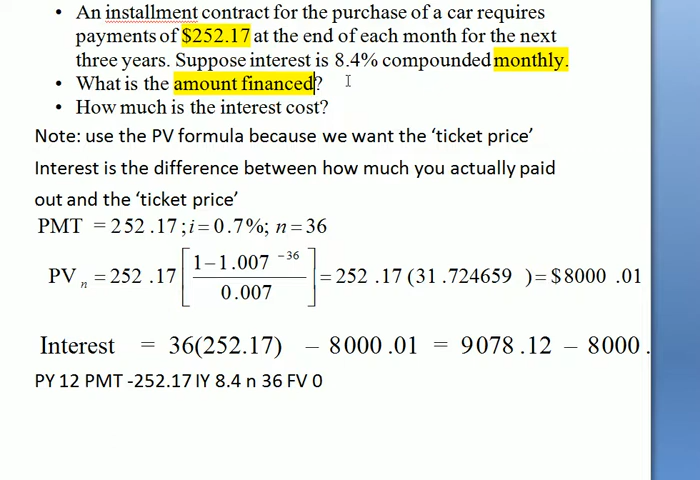 • An installment contract for the purchase of a car requires
payments of $252.17 at the end of each month for the next
three years. Suppose interest is 8.4% compounded monthly.
• What is the amount financed?
• How much is the interest cost?
Note: use the PV formula because we want the ‘ticket price’
Interest is the difference between how much you actually paid
out and the ‘ticket price’
PMT = 252.17; i = 0.7%; n = 36
PV n = 252.17 [ 1 − 1.007 −36 / 0.007 ] = 252.17(31.724659) = $8000.01
Interest = 36(252.17) − 8000.01 = 9078.12 − 8000.
PY 12 PMT -252.17 IY 8.4 n 36 FV 0